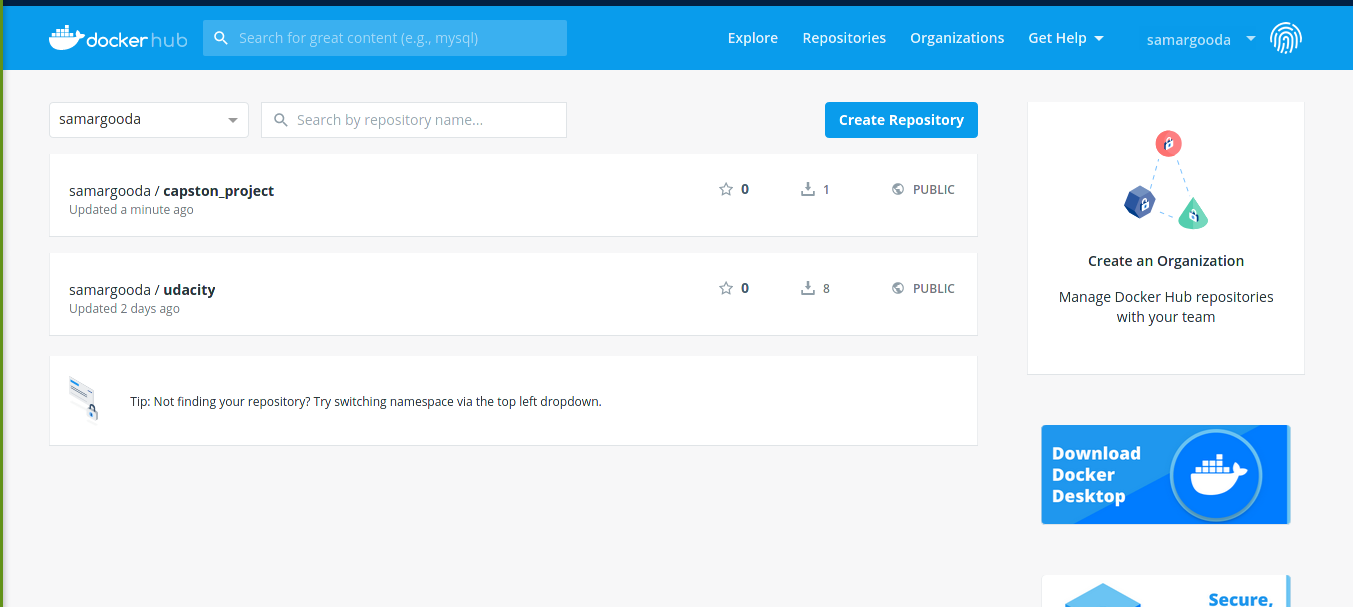 docker hub
Search for great content (e.g., mysql)
Explore
Repositories
Organizations
Get Help
samargooda
samargooda
Search by repository name...
Create Repository
samargooda / capston_project
Updated a minute ago
0
1
PUBLIC
samargooda / udacity
Updated 2 days ago
0
8
PUBLIC
Tip: Not finding your repository? Try switching namespace via the top left dropdown.
Create an Organization
Manage Docker Hub repositories
with your team
Download
Docker
Desktop
Secure,